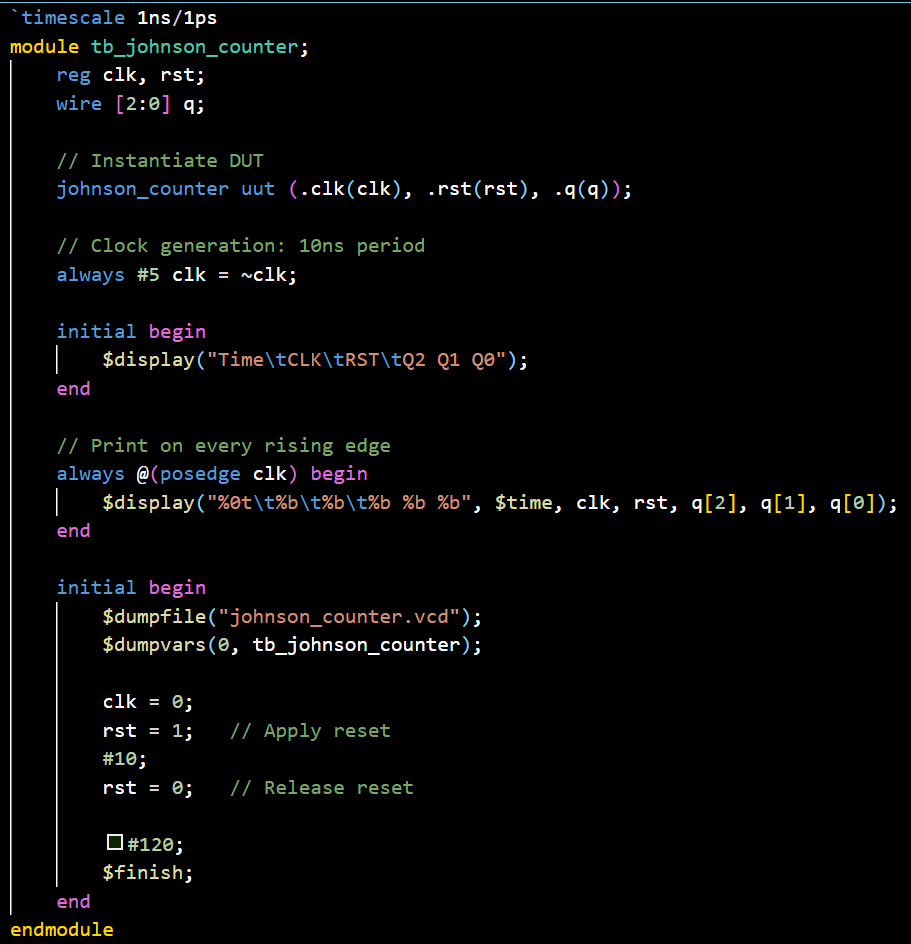 `timescale 1ns/1ps
module tb_johnson_counter;
    reg clk, rst;
    wire [2:0] q;

    // Instantiate DUT
    johnson_counter uut (.clk(clk), .rst(rst), .q(q));

    // Clock generation: 10ns period
    always #5 clk = ~clk;

    initial begin
        $display("Time\tCLK\tRST\tQ2 Q1 Q0");
    end

    // Print on every rising edge
    always @(posedge clk) begin
        $display("%0t\t%b\t%b\t%b %b %b", $time, clk, rst, q[2], q[1], q[0]);
    end

    initial begin
        $dumpfile("johnson_counter.vcd");
        $dumpvars(0, tb_johnson_counter);

        clk = 0;
        rst = 1;   // Apply reset
        #10;
        rst = 0;   // Release reset

        #120;
        $finish;
    end
endmodule